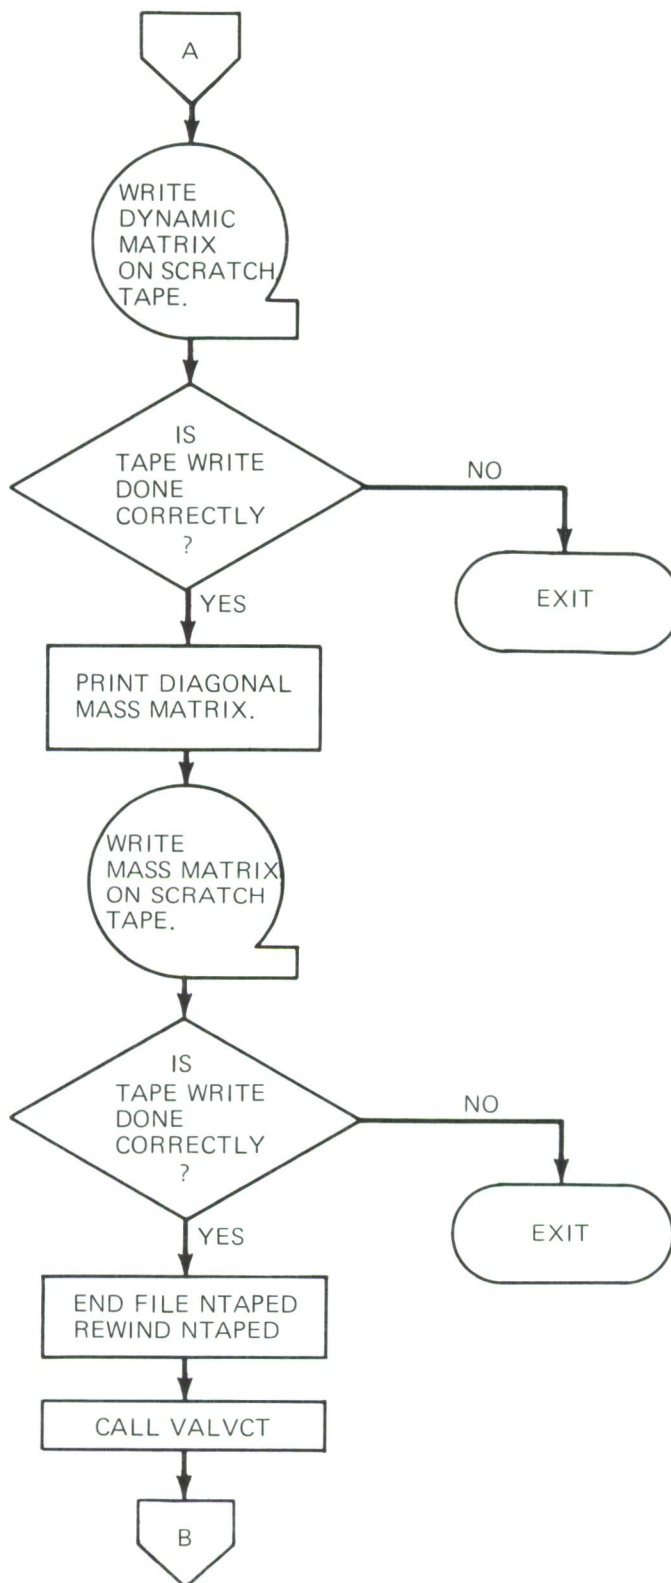 A
WRITE
DYNAMIC
MATRIX
ON SCRATCH
TAPE.
IS
TAPE WRITE
DONE
CORRECTLY
?
NO
EXIT
YES
PRINT DIAGONAL
MASS MATRIX.
WRITE
MASS MATRIX
ON SCRATCH
TAPE.
IS
TAPE WRITE
DONE
CORRECTLY
?
NO
EXIT
YES
END FILE NTAPED
REWIND NTAPED
CALL VALVCT
B